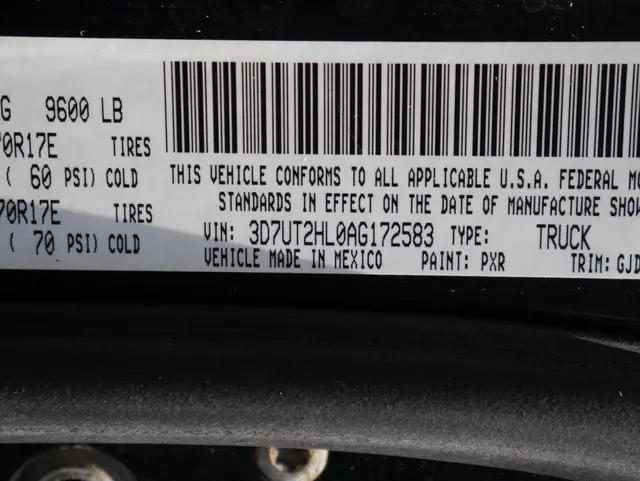 G 9600 LB
70R17E TIRES
( 60 PSI) COLD
70R17E TIRES
( 70 PSI) COLD
THIS VEHICLE CONFORMS TO ALL APPLICABLE U.S.A. FEDERAL MO
STANDARDS IN EFFECT ON THE DATE OF MANUFACTURE SHOW
VIN: 3D7UT2HL0AG172583 TYPE: TRUCK
VEHICLE MADE IN MEXICO PAINT: PXR TRIM: GJD